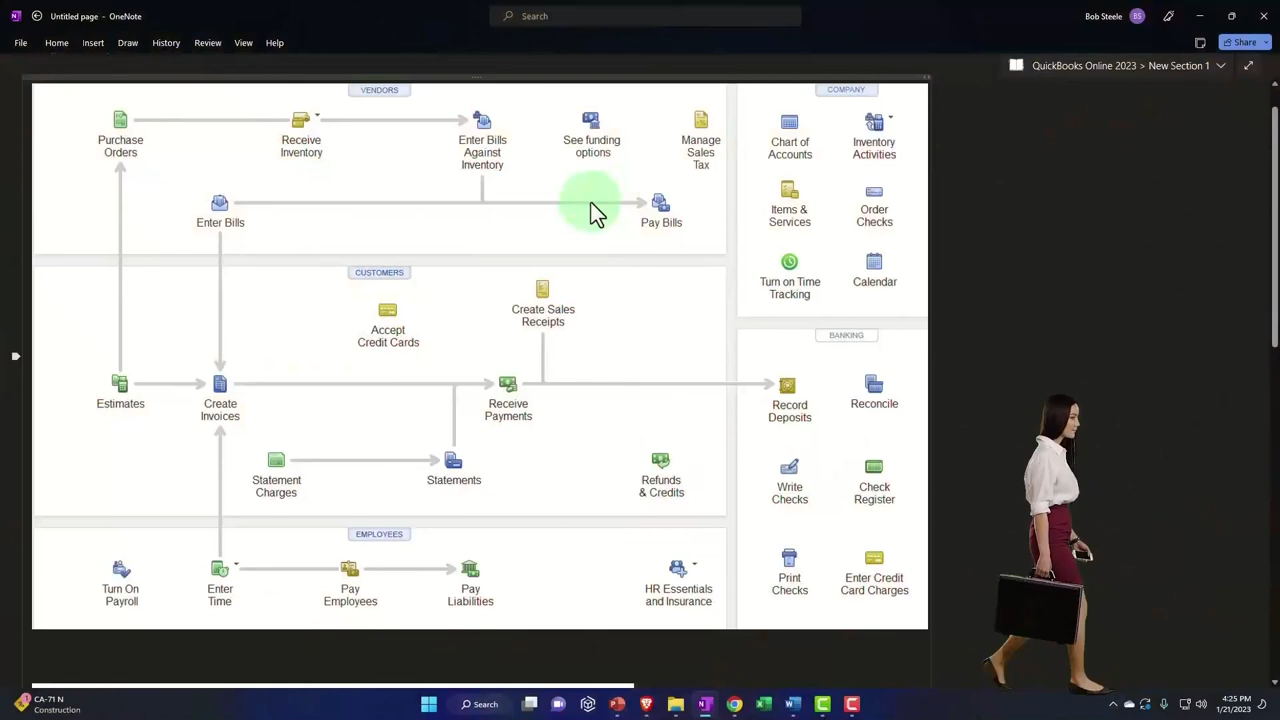 Untitled page - OneNote
Search
Bob Steele
BS
File
Home
Insert
Draw
History
Review
View
Help
Share
QuickBooks Online 2023 > New Section 1
VENDORS
Purchase
Orders
Receive
Inventory
Enter Bills
Against
Inventory
See funding
options
Manage
Sales
Tax
Enter Bills
Pay Bills
COMPANY
Chart of
Accounts
Inventory
Activities
Items &
Services
Order
Checks
Turn on Time
Tracking
Calendar
CUSTOMERS
Accept
Credit Cards
Create Sales
Receipts
Estimates
Create
Invoices
Receive
Payments
Statement
Charges
Statements
Refunds
& Credits
BANKING
Record
Deposits
Reconcile
Write
Checks
Check
Register
Print
Checks
Enter Credit
Card Charges
EMPLOYEES
Turn On
Payroll
Enter
Time
Pay
Employees
Pay
Liabilities
HR Essentials
and Insurance
CA-71 N
Construction
Search
4:25 PM
1/21/2023